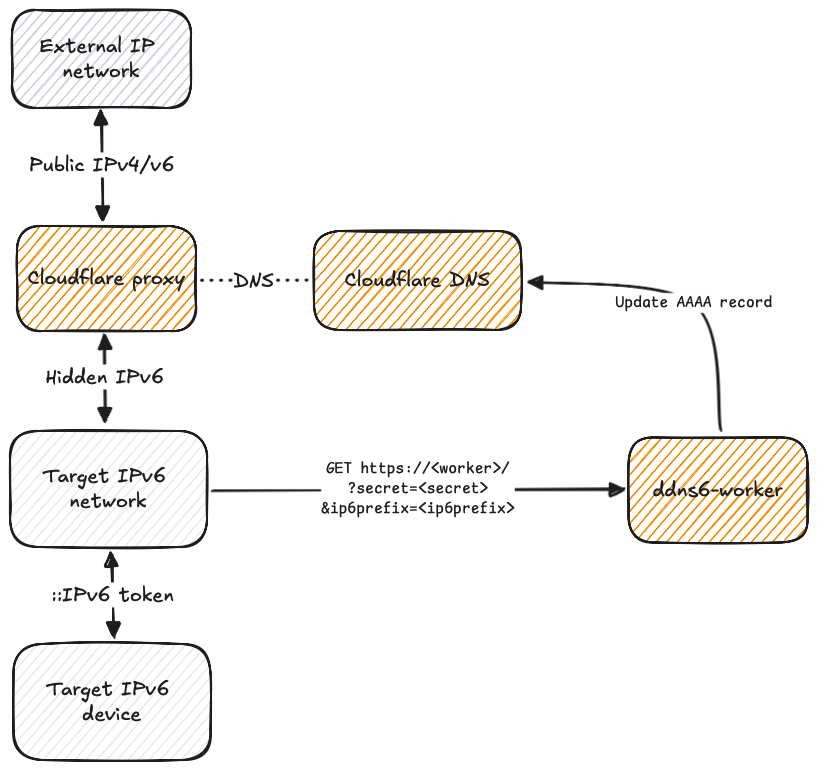 External IP
network
Public IPv4/v6
Cloudflare proxy
DNS
Cloudflare DNS
Update AAAA record
Hidden IPv6
Target IPv6
network
GET https://<worker>/
?secret=<secret>
&ip6prefix=<ip6prefix>
ddns6-worker
::IPv6 token
Target IPv6
device